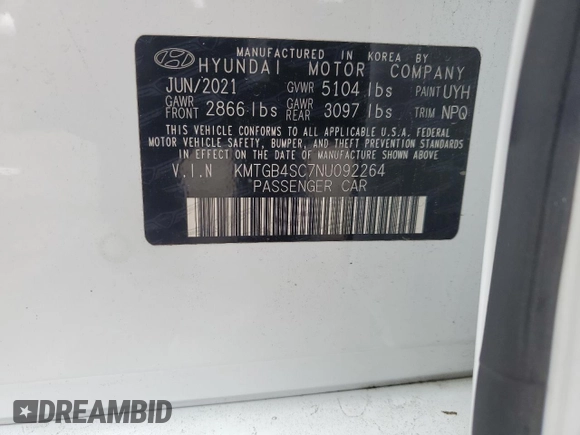 MANUFACTURED IN KOREA BY
HYUNDAI MOTOR COMPANY
JUN/2021 GVWR 5104 lbs PAINT UYH
GAWR FRONT 2866 lbs GAWR REAR 3097 lbs TRIM NPQ
THIS VEHICLE CONFORMS TO ALL APPLICABLE U.S.A. FEDERAL
MOTOR VEHICLE SAFETY, BUMPER, AND THEFT PREVENTION STANDARDS
IN EFFECT ON THE DATE OF MANUFACTURE SHOWN ABOVE.
V.I.N KMTGB4SC7NU092264
PASSENGER CAR
DREAMBID